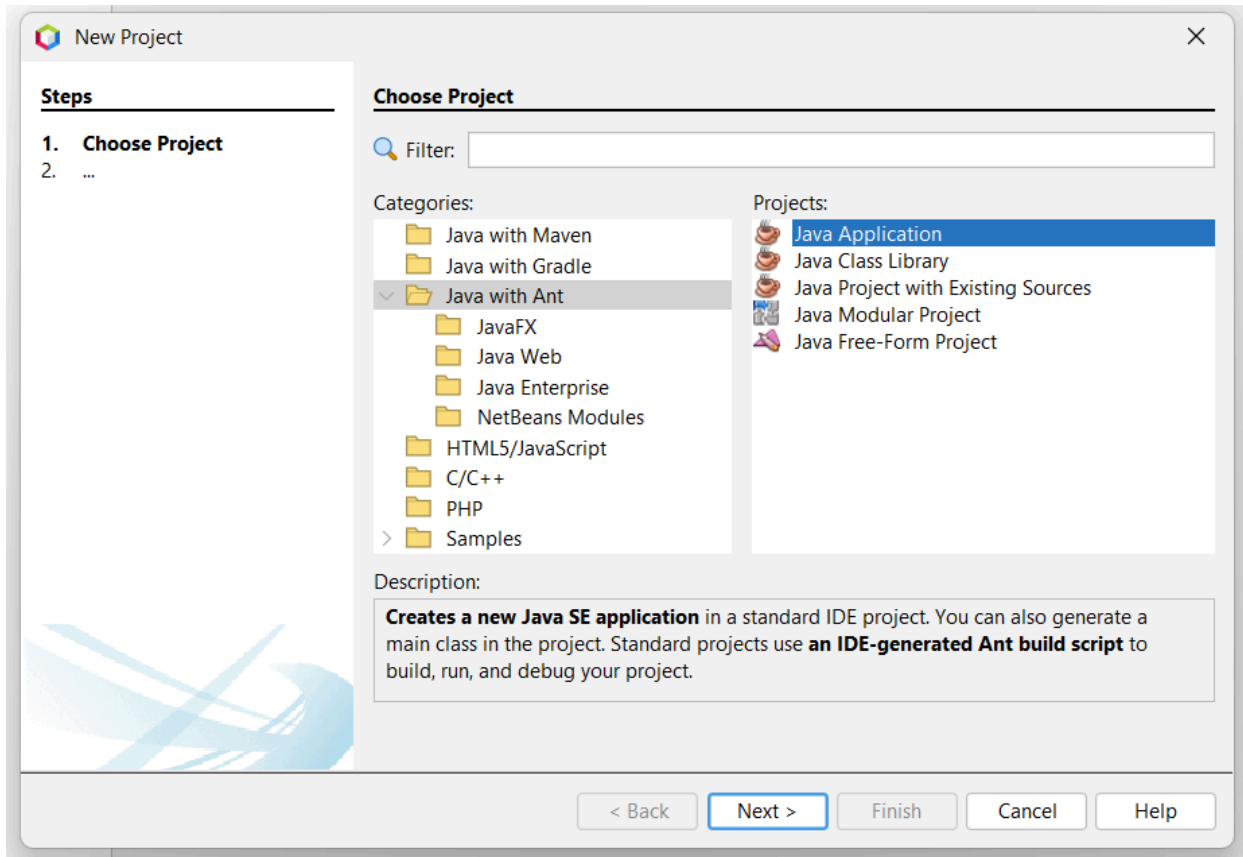 New Project
Steps
1. Choose Project
2. ...
Choose Project
Filter:
Categories:
Java with Maven
Java with Gradle
Java with Ant
JavaFX
Java Web
Java Enterprise
NetBeans Modules
HTML5/JavaScript
C/C++
PHP
Samples
Projects:
Java Application
Java Class Library
Java Project with Existing Sources
Java Modular Project
Java Free-Form Project
Description:
Creates a new Java SE application in a standard IDE project. You can also generate a
main class in the project. Standard projects use an IDE-generated Ant build script to
build, run, and debug your project.
< Back
Next >
Finish
Cancel
Help